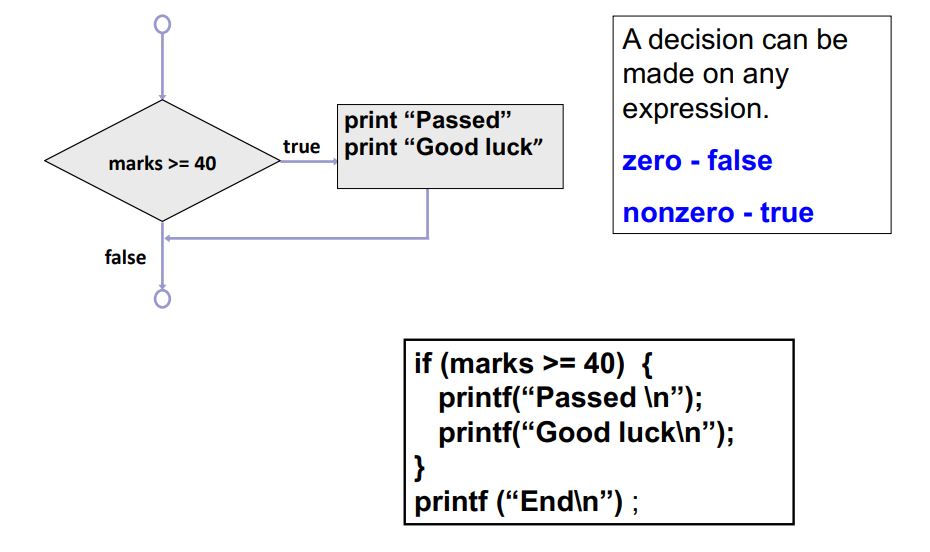 A decision can be
made on any
expression.
zero - false
nonzero - true
print “Passed”
print “Good luck”
true
marks >= 40
false
if (marks >= 40)  {
printf(“Passed \n”);
printf(“Good luck\n”);
}
printf (“End\n”) ;